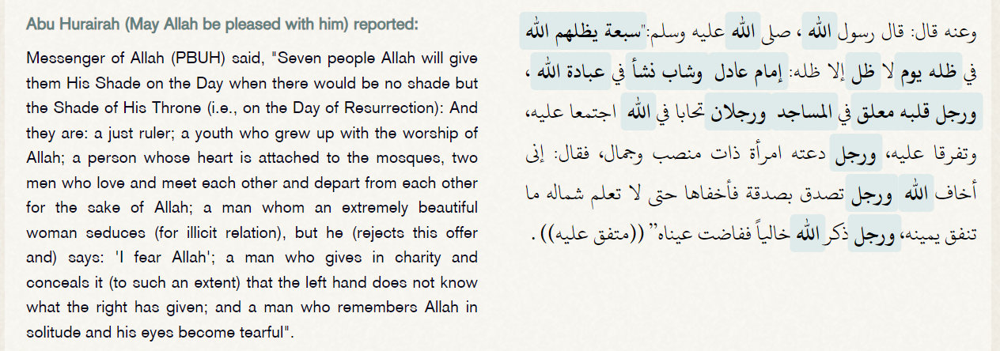 Abu Hurairah (May Allah be pleased with him) reported:
Messenger of Allah (PBUH) said, "Seven people Allah will give
them His Shade on the Day when there would be no shade but
the Shade of His Throne (i.e., on the Day of Resurrection): And
they are: a just ruler; a youth who grew up with the worship of
Allah; a person whose heart is attached to the mosques, two
men who love and meet each other and depart from each other
for the sake of Allah; a man whom an extremely beautiful
woman seduces (for illicit relation), but he (rejects this offer
and) says: 'I fear Allah'; a man who gives in charity and
conceals it (to such an extent) that the left hand does not know
what the right has given; and a man who remembers Allah in
solitude and his eyes become tearful".
وعنه قال: قال رسول الله ، صلى الله عليه وسلم:"سبعة يظلهم الله
في ظله يوم لا ظل إلا ظله: إمام عادل وشاب نشأ في عبادة الله ،
ورجل قلبه معلق في المساجد ورجلان تحابا في الله اجتمعا عليه،
وتفرقا عليه، ورجل دعته امرأة ذات منصب وجمال، فقال: إنى
أخاف الله ورجل تصدق بصدقة فأخفاها حتى لا تعلم شماله ما
تنفق يمينه، ورجل ذكر الله خالياً ففاضت عيناه” ((متفق عليه)) .